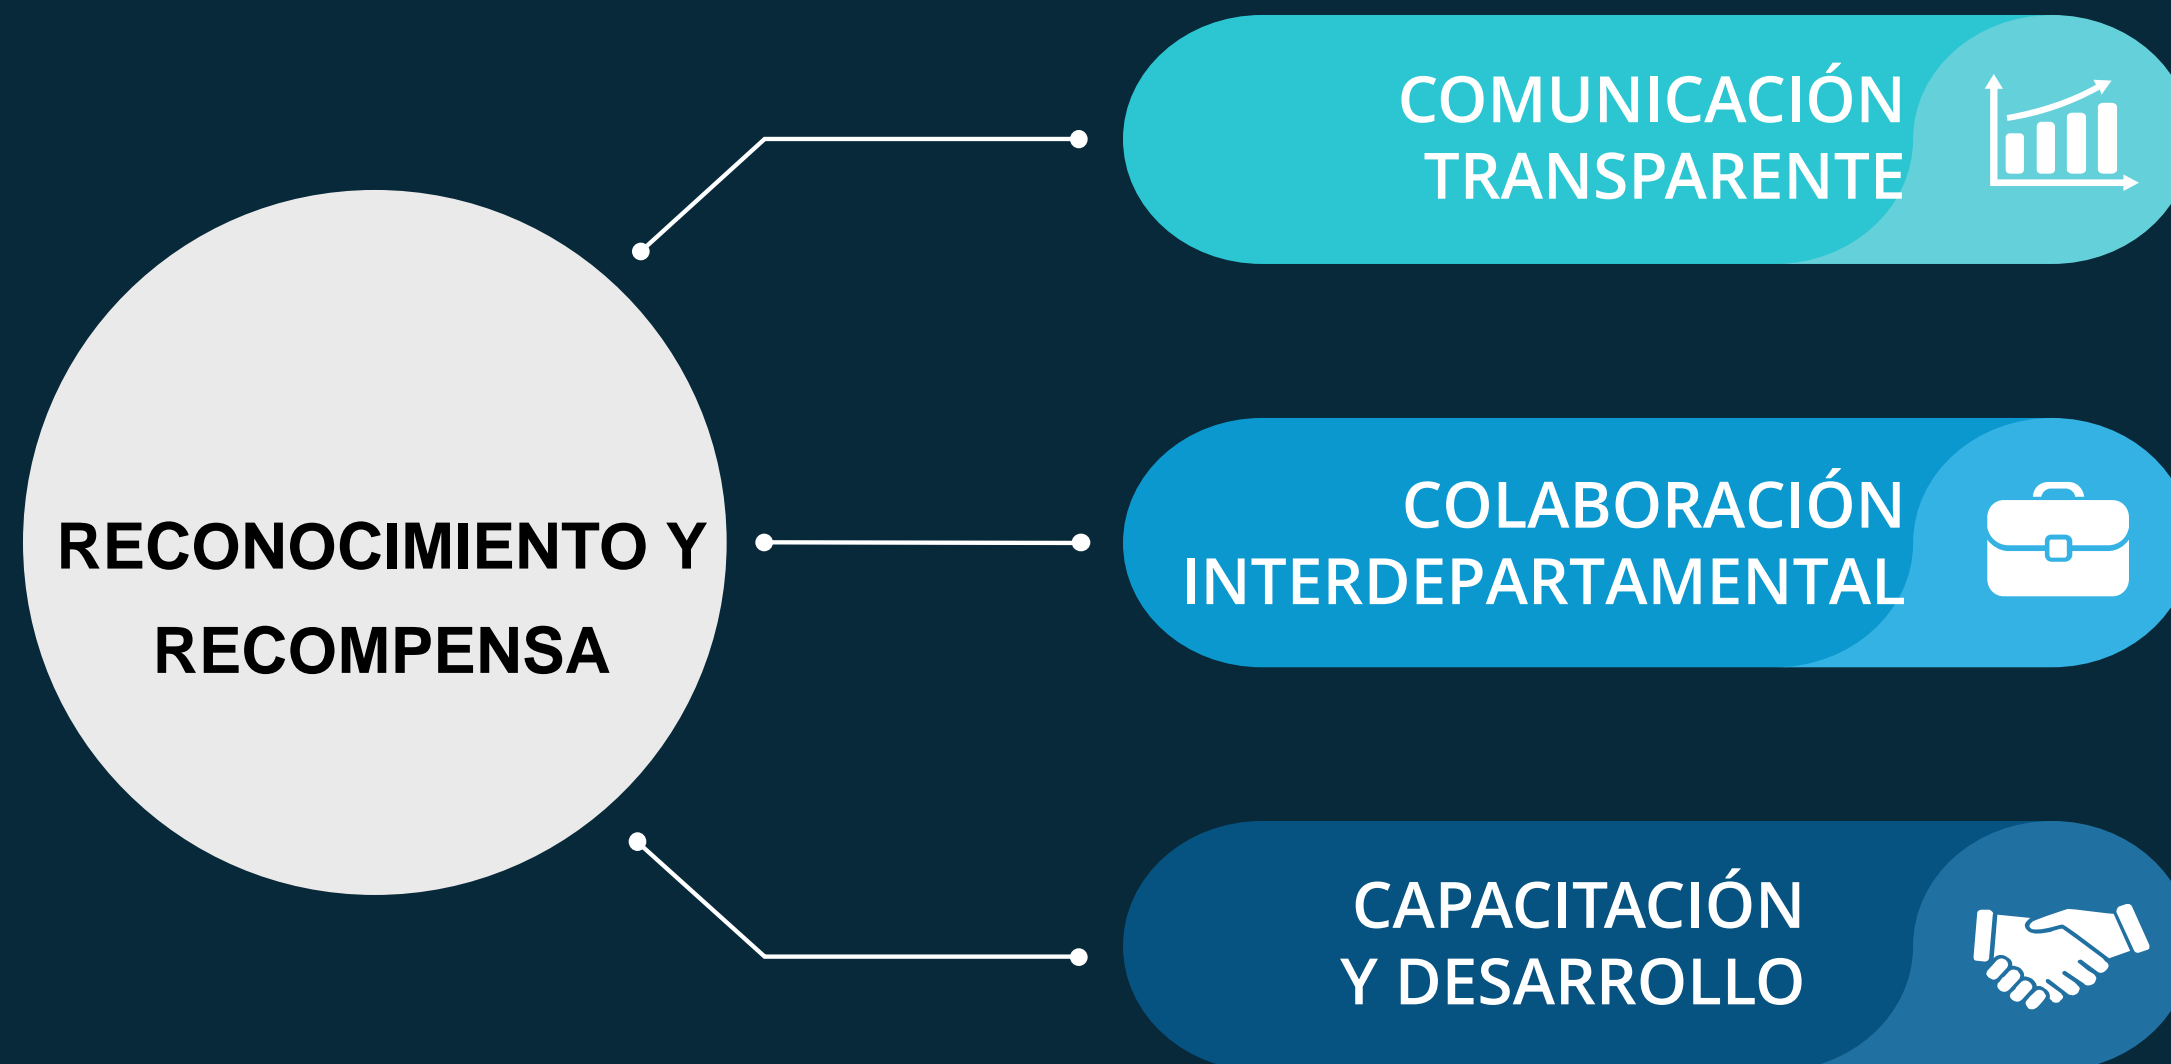 RECONOCIMIENTO Y
RECOMPENSA
COMUNICACIÓN
TRANSPARENTE
COLABORACIÓN
INTERDEPARTAMENTAL
CAPACITACIÓN
Y DESARROLLO